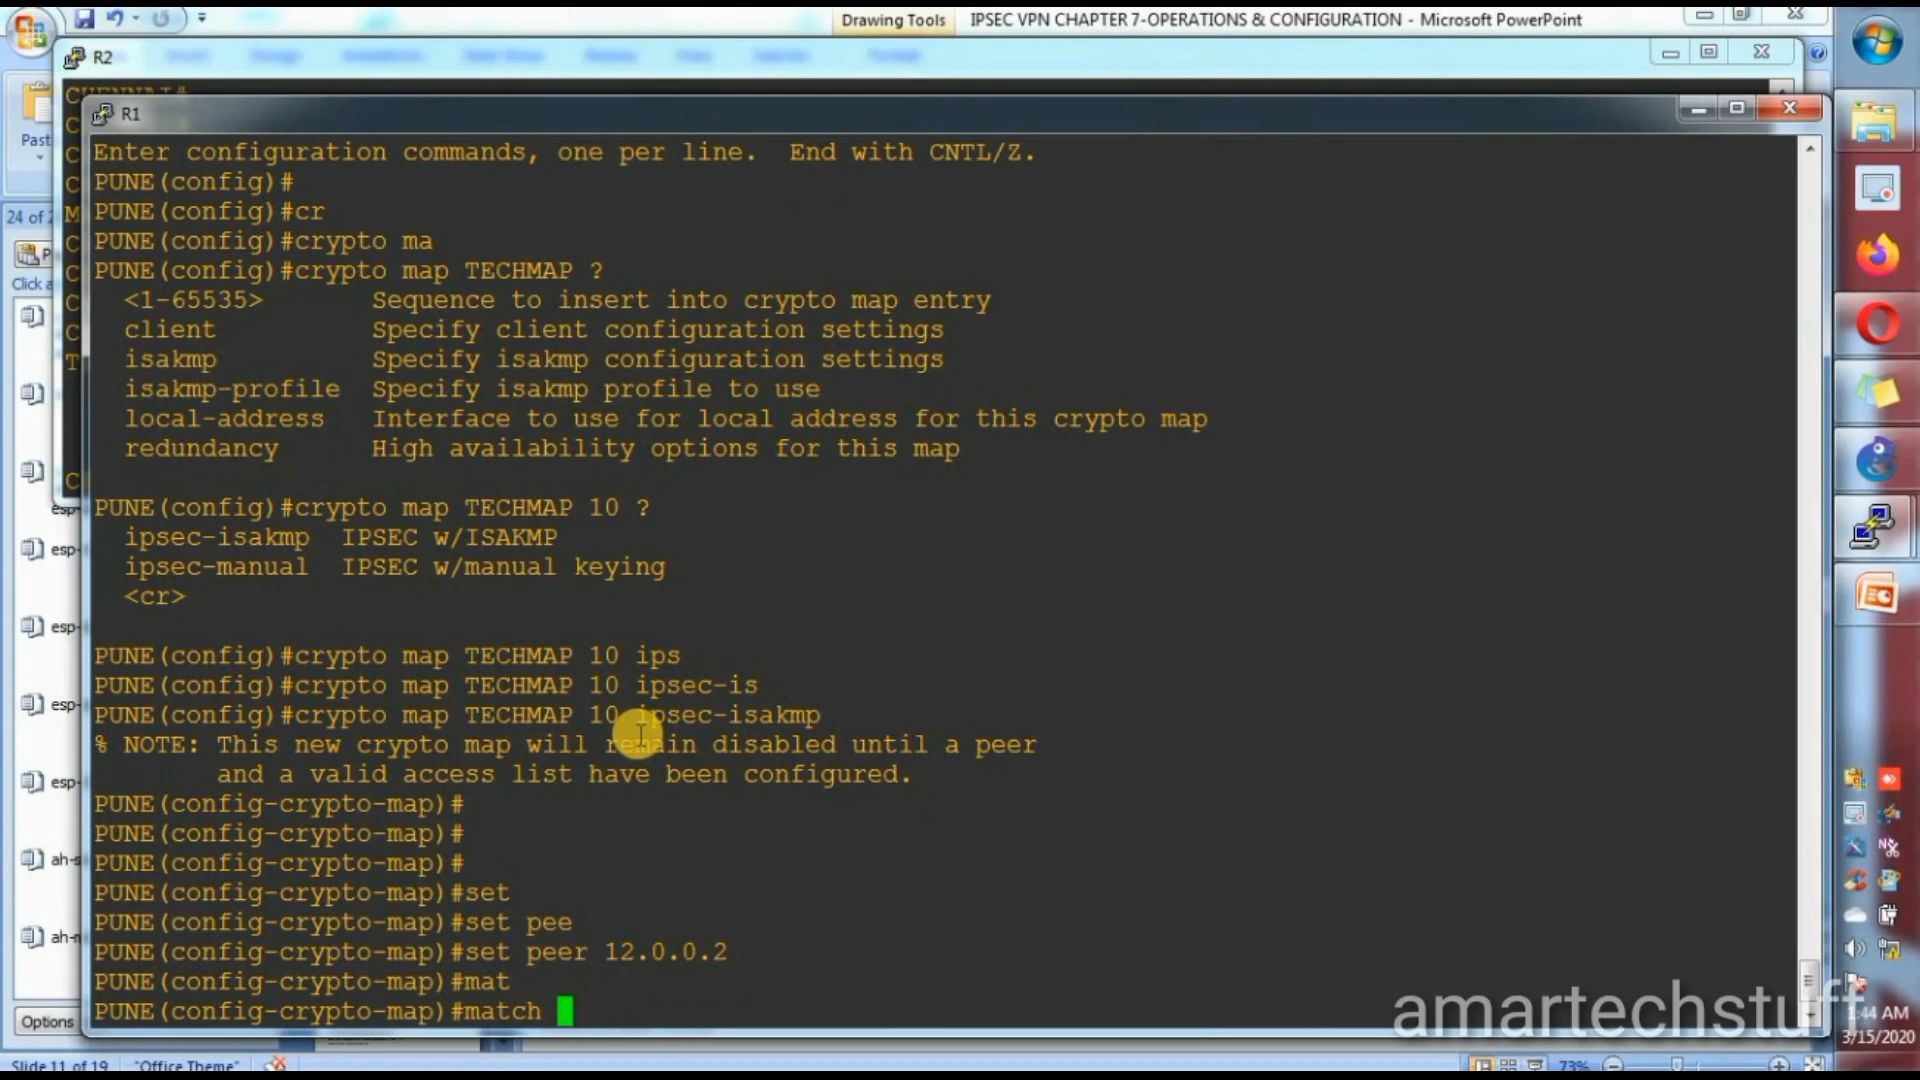 Drawing Tools
IPSEC VPN CHAPTER 7-OPERATIONS & CONFIGURATION - Microsoft PowerPoint
R2
CHENNAI#
Past
24 of 2
Click a
R1
Enter configuration commands, one per line.  End with CNTL/Z.
PUNE(config)#
PUNE(config)#cr
PUNE(config)#crypto ma
PUNE(config)#crypto map TECHMAP ?
<1-65535>       Sequence to insert into crypto map entry
client          Specify client configuration settings
isakmp          Specify isakmp configuration settings
isakmp-profile  Specify isakmp profile to use
local-address   Interface to use for local address for this crypto map
redundancy      High availability options for this map
PUNE(config)#crypto map TECHMAP 10 ?
ipsec-isakmp  IPSEC w/ISAKMP
ipsec-manual  IPSEC w/manual keying
<cr>
PUNE(config)#crypto map TECHMAP 10 ips
PUNE(config)#crypto map TECHMAP 10 ipsec-is
PUNE(config)#crypto map TECHMAP 10 ipsec-isakmp
% NOTE: This new crypto map will remain disabled until a peer
and a valid access list have been configured.
PUNE(config-crypto-map)#
PUNE(config-crypto-map)#
PUNE(config-crypto-map)#
PUNE(config-crypto-map)#set
PUNE(config-crypto-map)#set pee
PUNE(config-crypto-map)#set peer 12.0.0.2
PUNE(config-crypto-map)#mat
PUNE(config-crypto-map)#match
esp-
esp-
esp-
esp-
esp-
ah-s
ah-m
Options
amartechstuff
1:44 AM
3/15/2020
Slide 11 of 19
"Office Theme"
73%